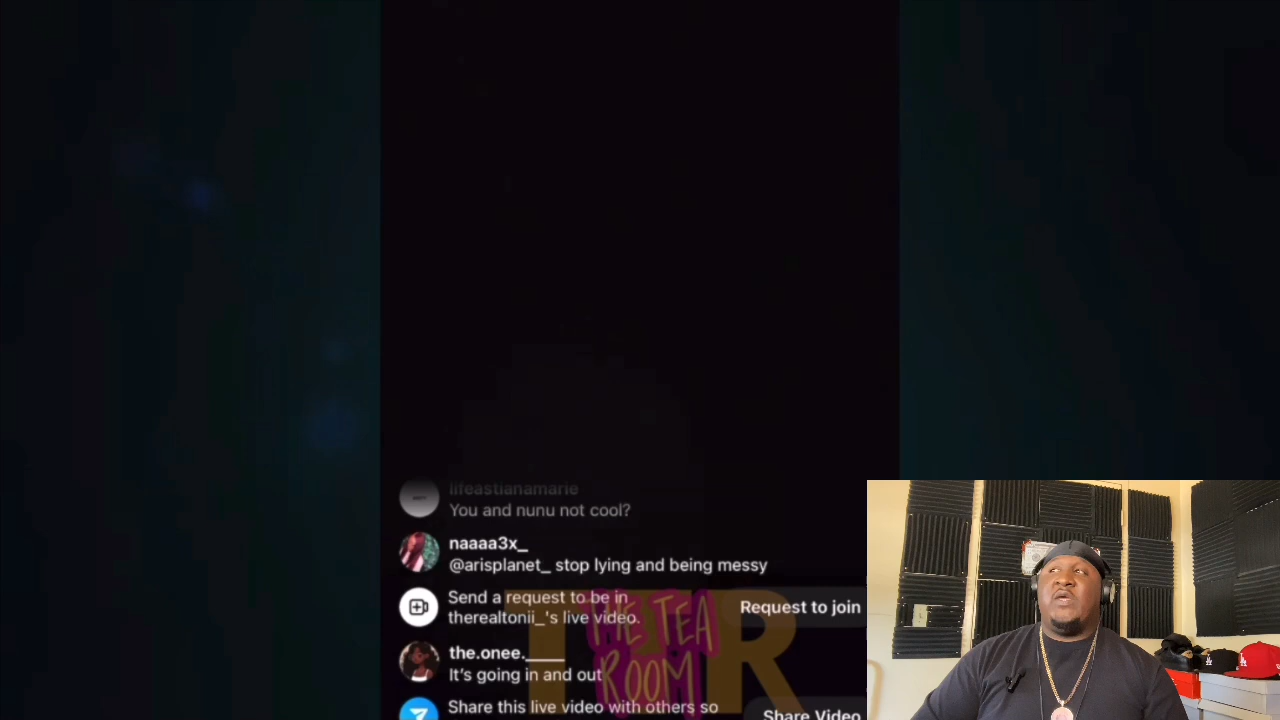 lifeastianamarie
You and nunu not cool?
naaaa3x_
@arisplanet_ stop lying and being messy
Send a request to be in
therealtonii_'s live video.
Request to join
the.onee.____
It's going in and out
Share this live video with others so
Share Video
THE TEA
ROOM
T R